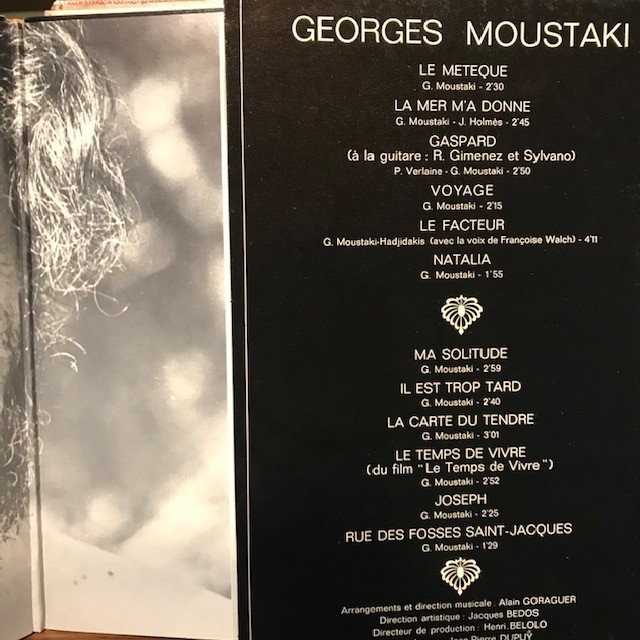 GEORGES MOUSTAKI
LE METEQUE
G. Moustaki - 2'30
LA MER M'A DONNE
G. Moustaki - J. Holmès - 2'45
GASPARD
(à la guitare : R. Gimenez et Sylvano)
P. Verlaine - G. Moustaki - 2'50
VOYAGE
G. Moustaki - 2'15
LE FACTEUR
G. Moustaki-Hadjidakis (avec la voix de Françoise Walch) - 4'11
NATALIA
G. Moustaki - 1'55
MA SOLITUDE
G. Moustaki - 2'59
IL EST TROP TARD
G. Moustaki - 2'40
LA CARTE DU TENDRE
G. Moustaki - 3'01
LE TEMPS DE VIVRE
(du film "Le Temps de Vivre")
G. Moustaki - 2'52
JOSEPH
G. Moustaki - 2'25
RUE DES FOSSES SAINT-JACQUES
G. Moustaki - 1'29
Arrangements et direction musicale : Alain GORAGUER
Direction artistique : Jacques BEDOS
Directeur de production : Henri BELOLO
Jean-Pierre DUPUY